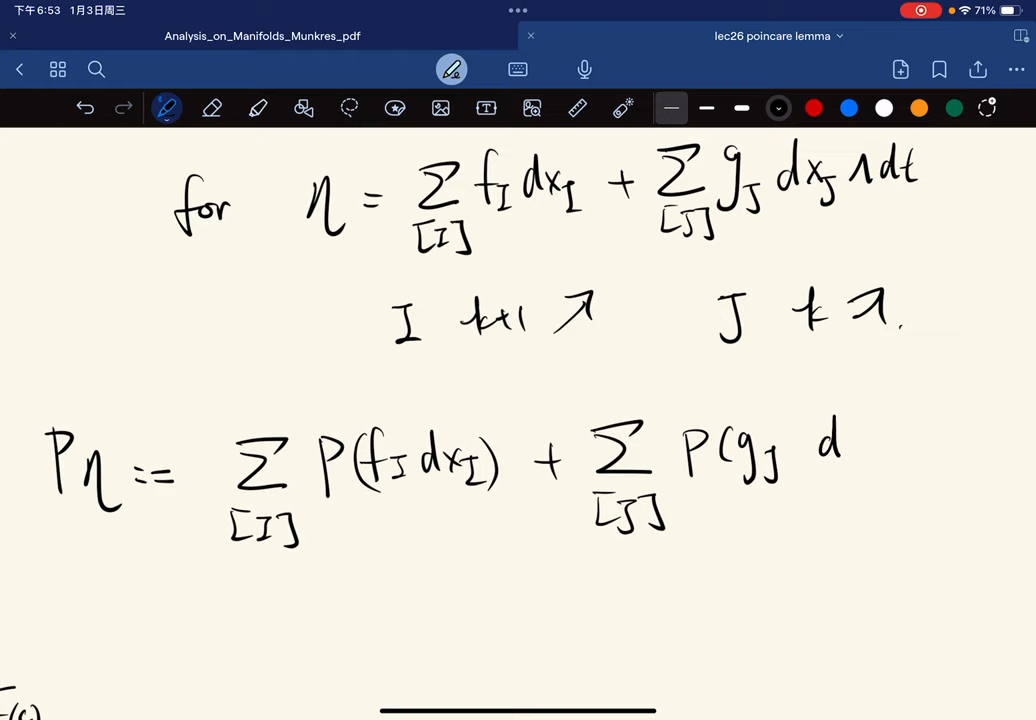 下午6:53 1月3日周三
71%
Analysis_on_Manifolds_Munkres_pdf
lec26 poincare lemma
for η = Σ_[I] f_I dx_I + Σ_[J] g_J dx_J ∧ dt
I k+1 ↗ J k ↗.
Pη == Σ_[I] P(f_I dx_I) + Σ_[J] P(g_J d